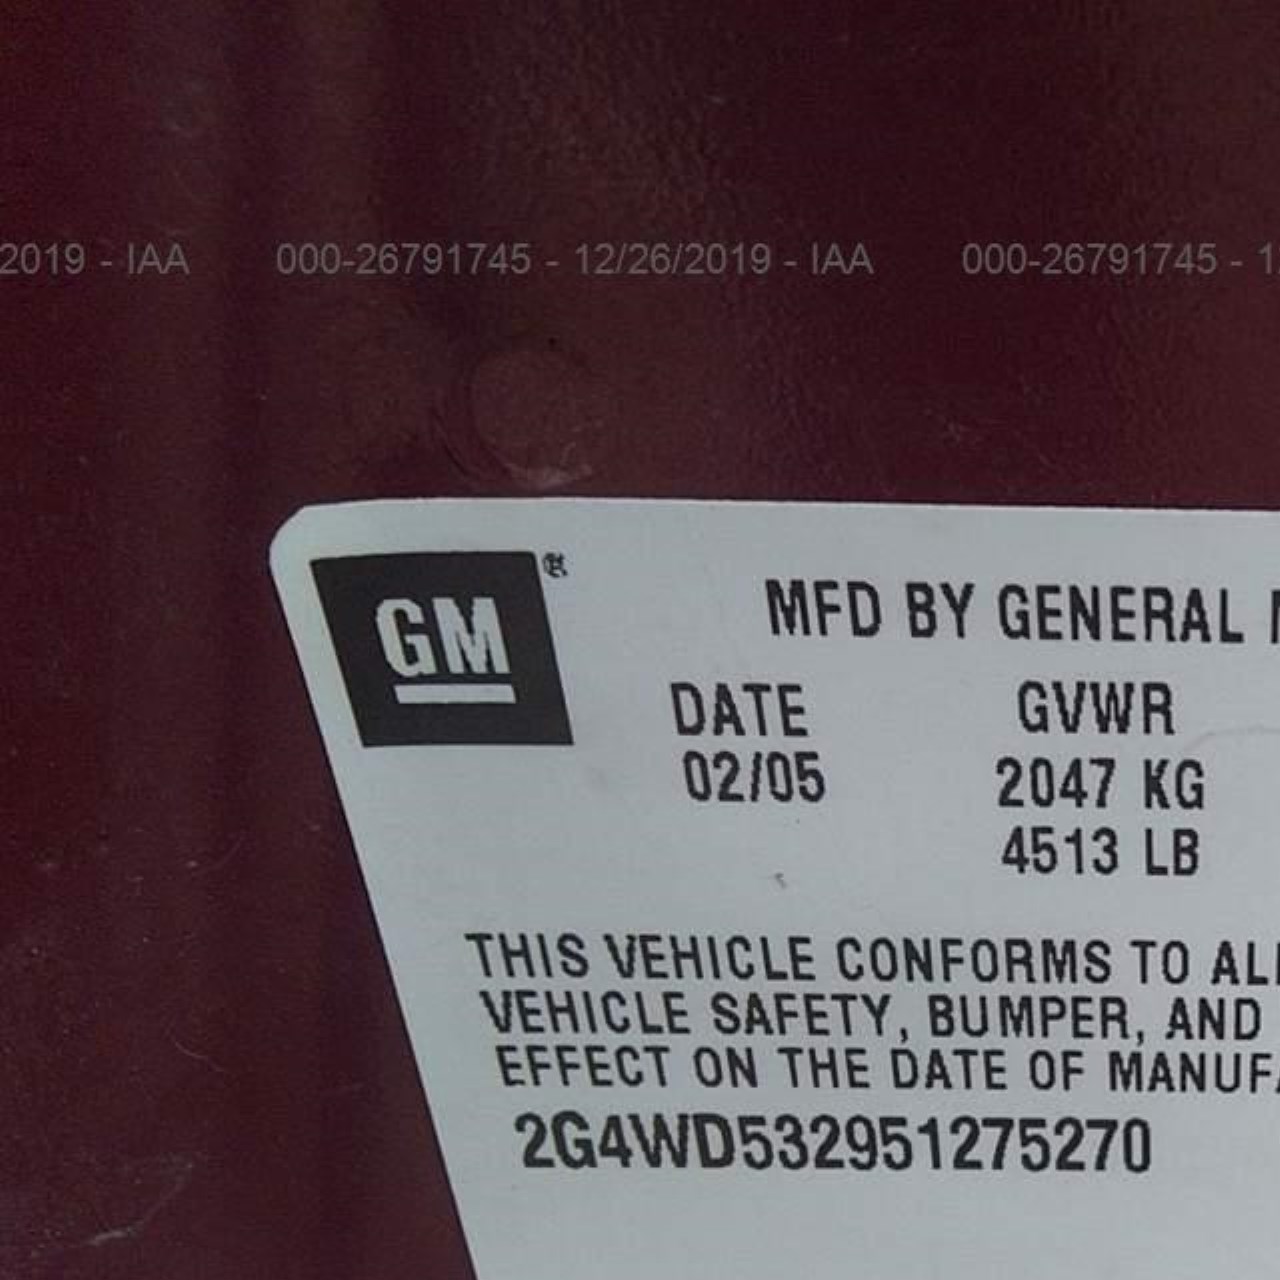 2019 - IAA 000-26791745 - 12/26/2019 - IAA 000-26791745 - 1
GM ®
MFD BY GENERAL
DATE GVWR
02/05 2047 KG
4513 LB
THIS VEHICLE CONFORMS TO AL
VEHICLE SAFETY, BUMPER, AND
EFFECT ON THE DATE OF MANUF
2G4WD532951275270